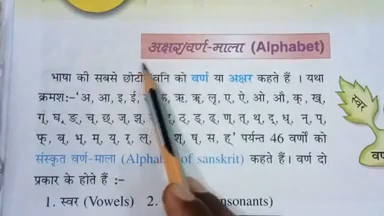 अक्षर/वर्ण-माला (Alphabet)
भाषा की सबसे छोटी ध्वनि को वर्ण या अक्षर कहते हैं । यथा
क्रमशः-‘अ, आ, इ, ई, क, ऋ, ॠ, लृ, ए, ऐ, ओ, औ, क्, ख्,
ग्, घ्, ङ्, च्, छ्, ज्, झ्, ठ्, ड्, ढ्, ण्, त्, थ्, द्, ध्, न्, प्,
फ्, ब्, भ्, म्, य्, र्, ल्, श्, ष्, स्, ह्’ पर्यन्त 46 वर्णों को
संस्कृत वर्ण-माला (Alphabet of sanskrit) कहते हैं। वर्ण दो
प्रकार के होते हैं :-
1. स्वर (Vowels) 2.
स्वर